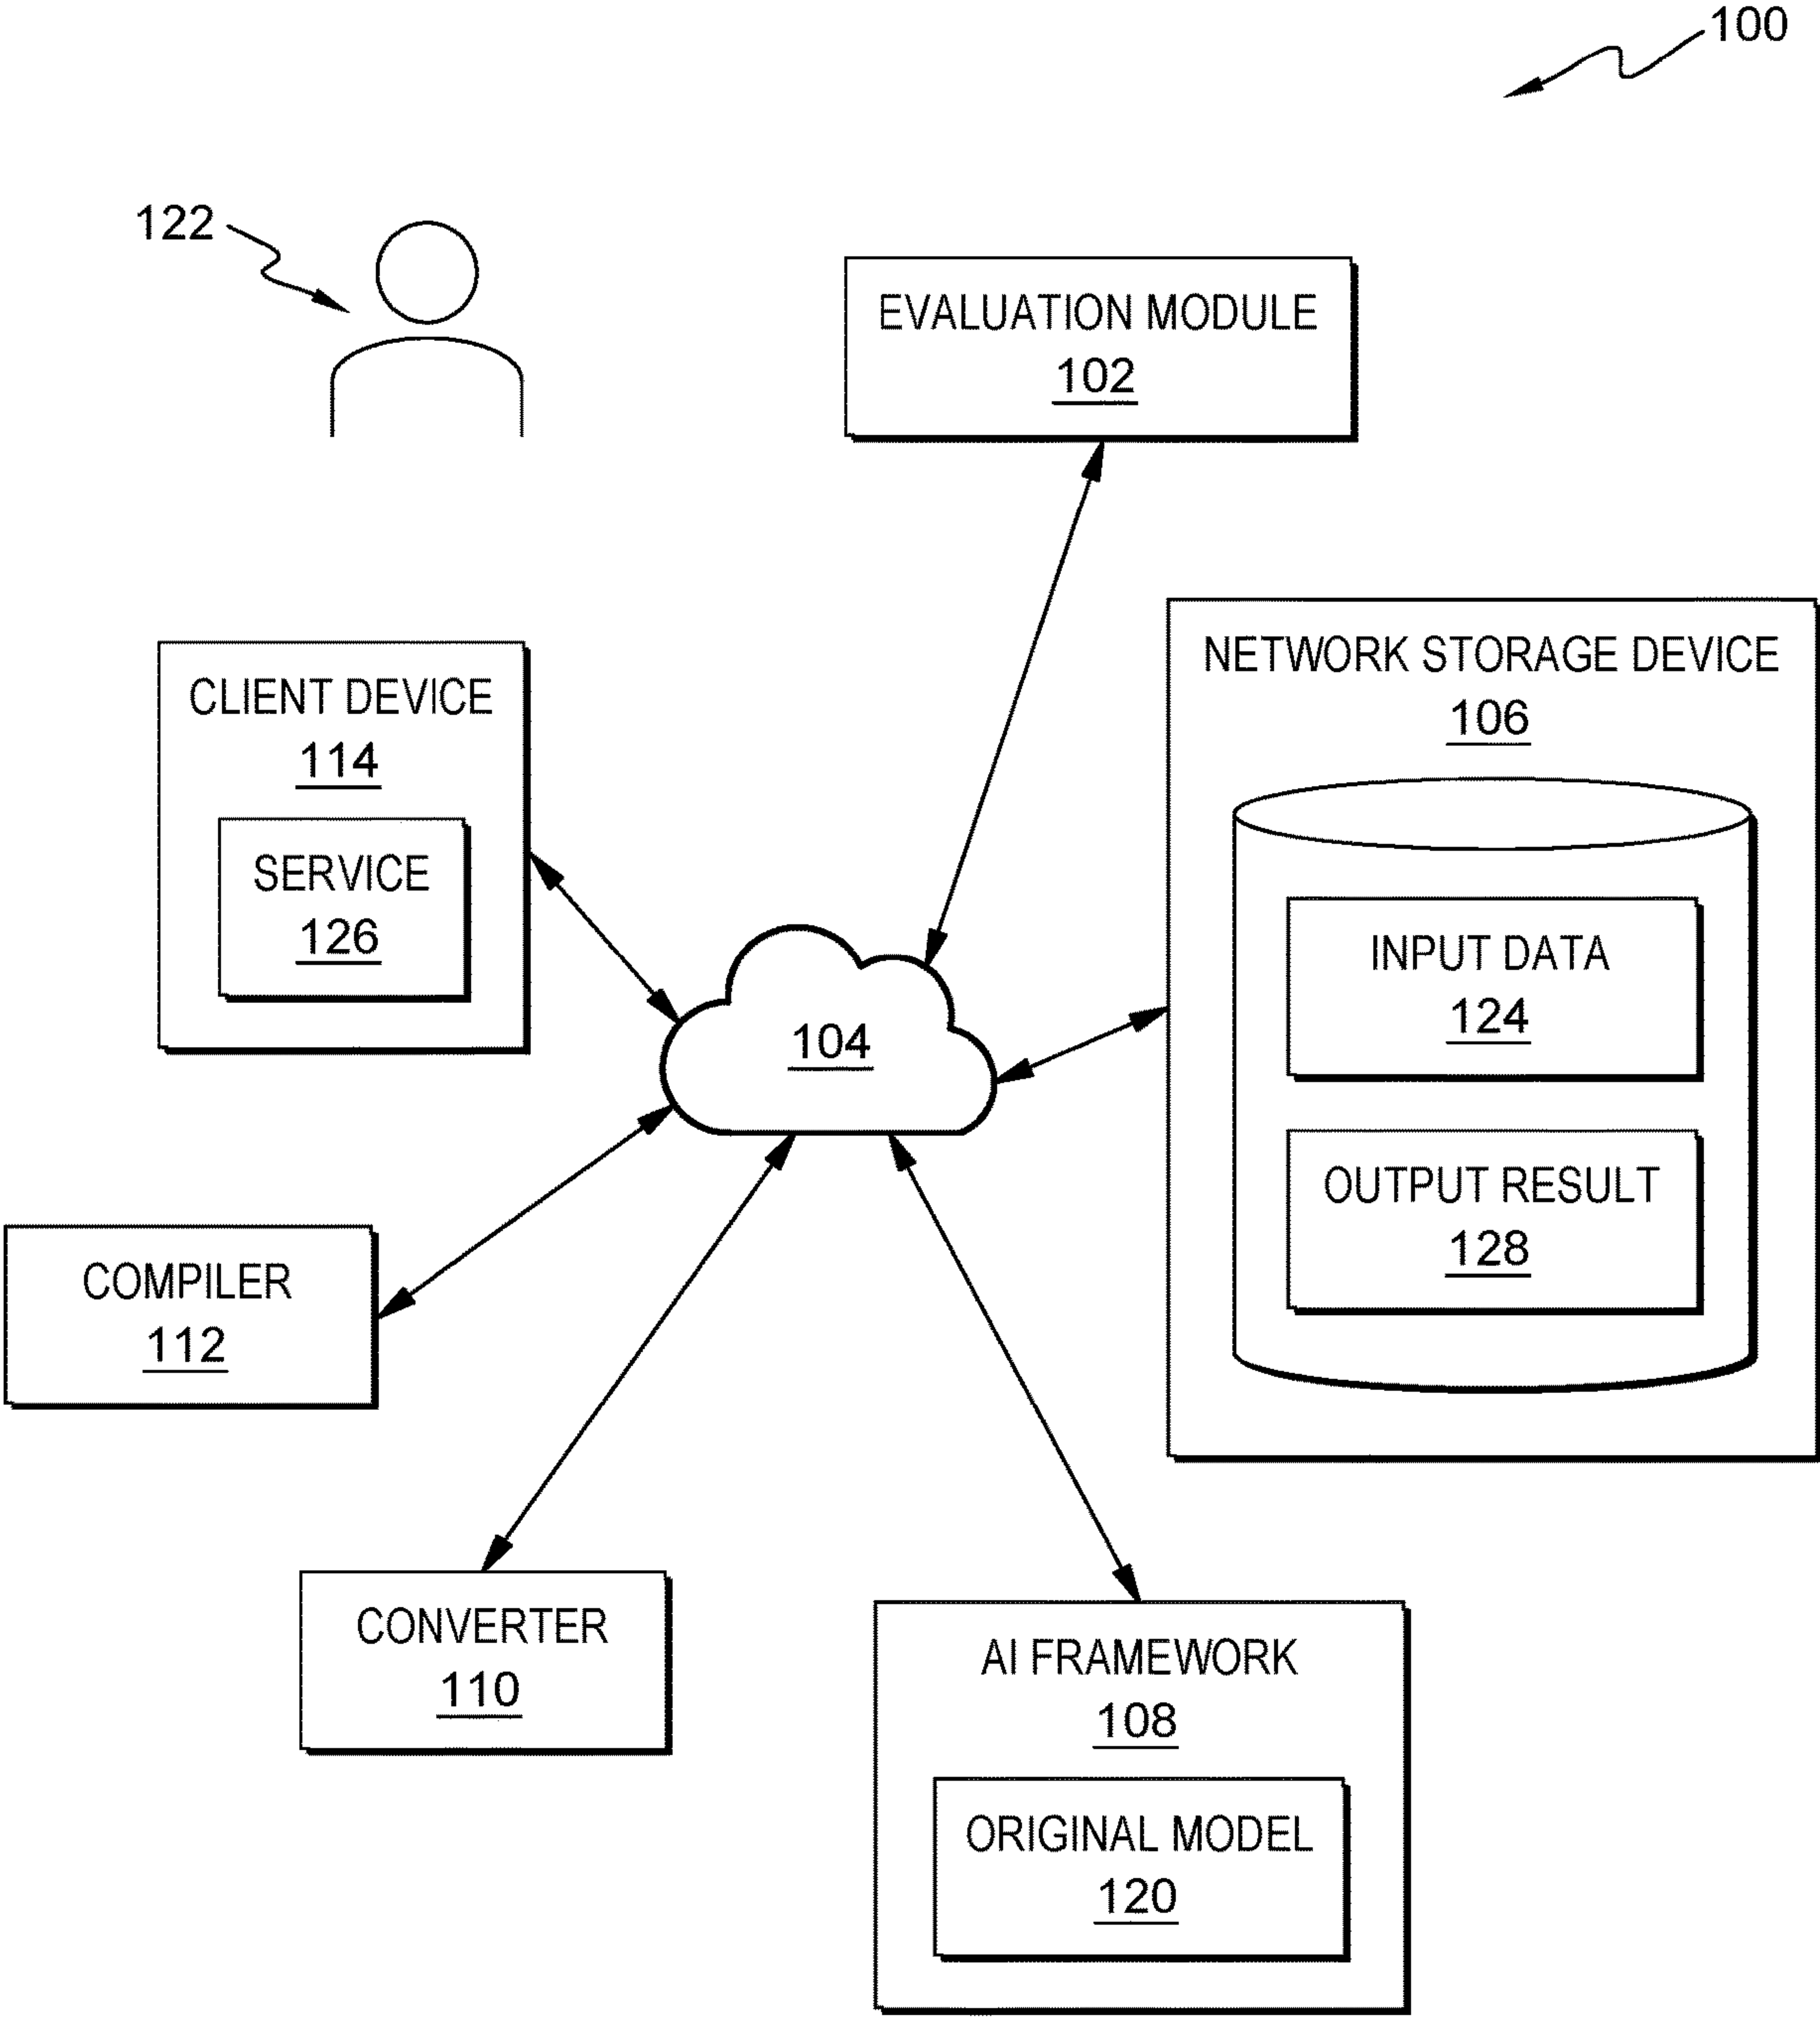 100
122
EVALUATION MODULE
102
CLIENT DEVICE
114
SERVICE
126
NETWORK STORAGE DEVICE
106
INPUT DATA
124
OUTPUT RESULT
128
104
COMPILER
112
CONVERTER
110
AI FRAMEWORK
108
ORIGINAL MODEL
120